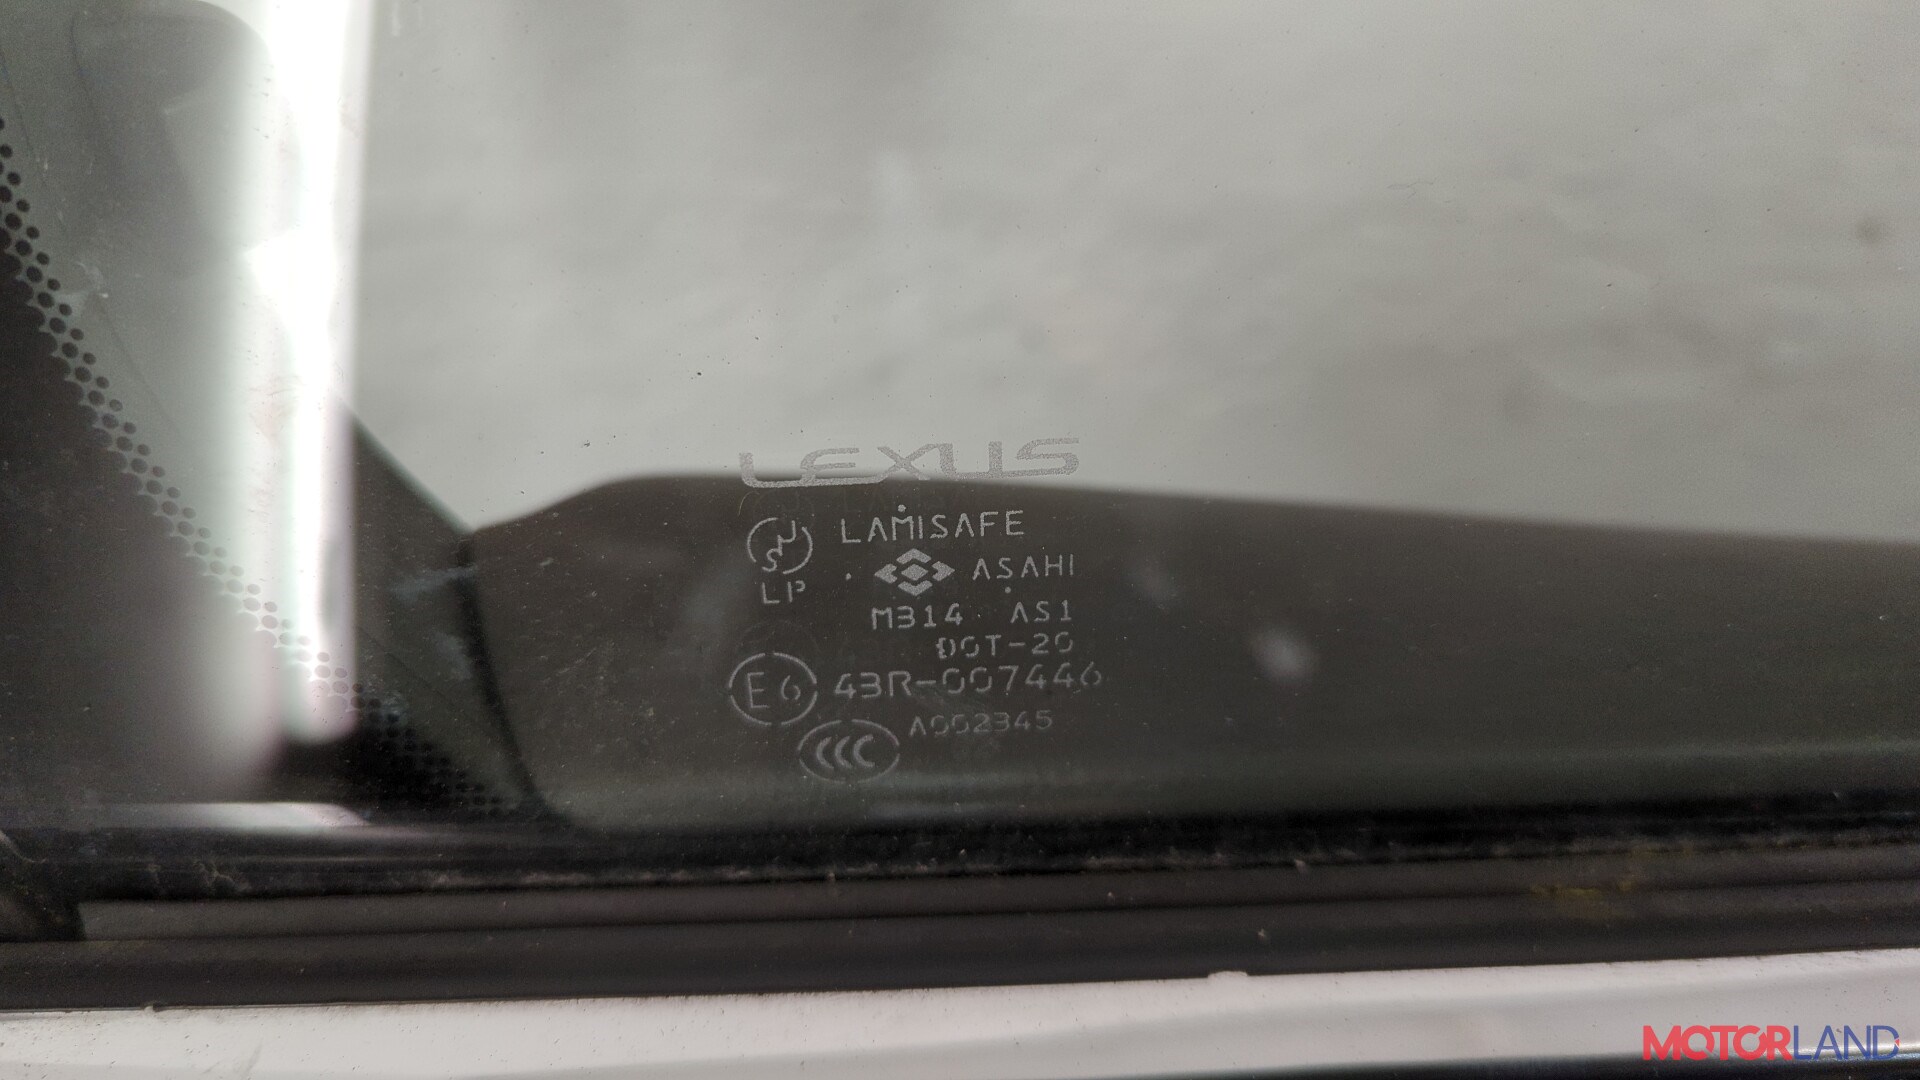 LEXUS
LAMISAFE
LP
ASAHI
M314 AS1
DOT-20
E6 43R-007446
A002345
CCC
MOTORLAND